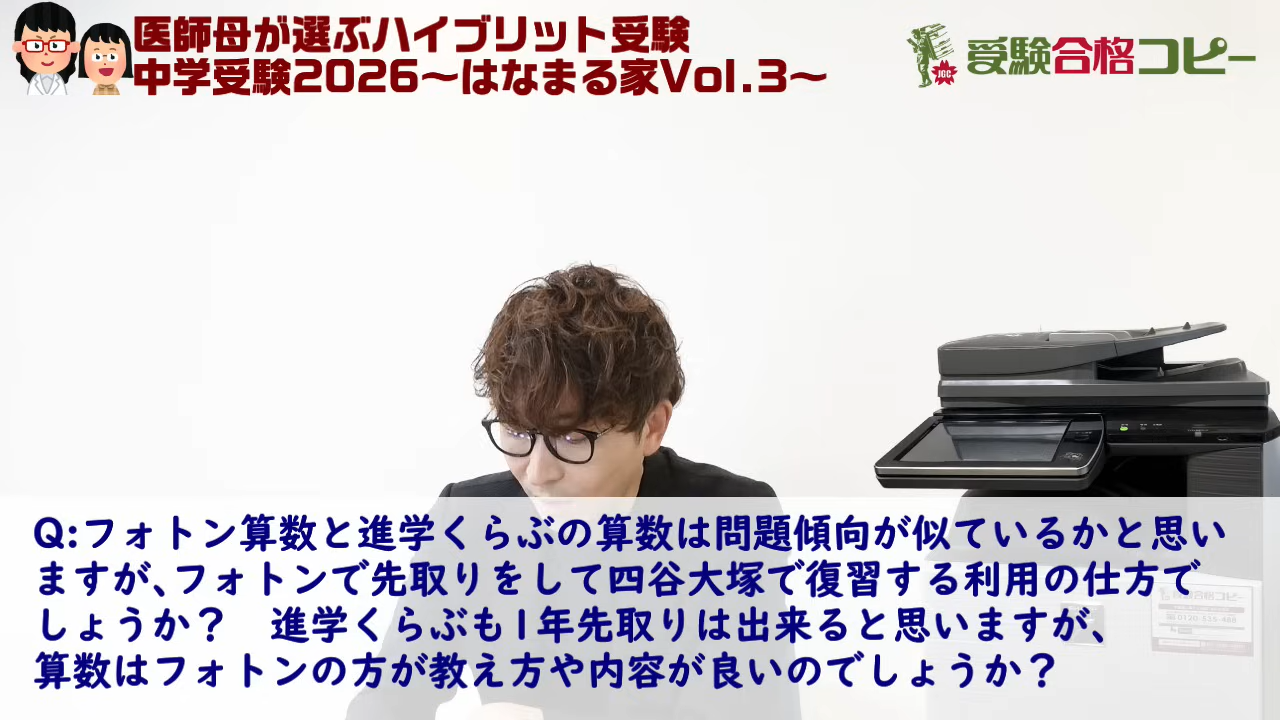 医師母が選ぶハイブリット受験
中学受験2026～はなまる家Vol.3～
JGC
受験合格コピー
Q:フォトン算数と進学くらぶの算数は問題傾向が似ているかと思い
ますが、フォトンで先取りをして四谷大塚で復習する利用の仕方で
しょうか？　進学くらぶも1年先取りは出来ると思いますが、
算数はフォトンの方が教え方や内容が良いのでしょうか？
受験合格コピー